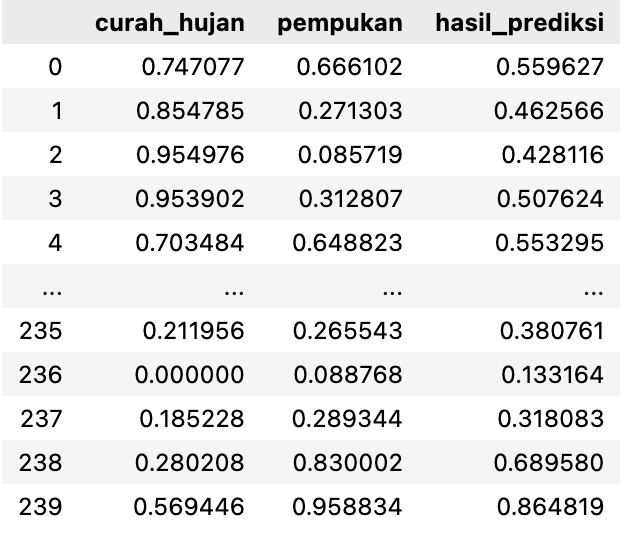 curah_hujan pempukan hasil_prediksi
0 0.747077 0.666102 0.559627
1 0.854785 0.271303 0.462566
2 0.954976 0.085719 0.428116
3 0.953902 0.312807 0.507624
4 0.703484 0.648823 0.553295
... ... ... ...
235 0.211956 0.265543 0.380761
236 0.000000 0.088768 0.133164
237 0.185228 0.289344 0.318083
238 0.280208 0.830002 0.689580
239 0.569446 0.958834 0.864819